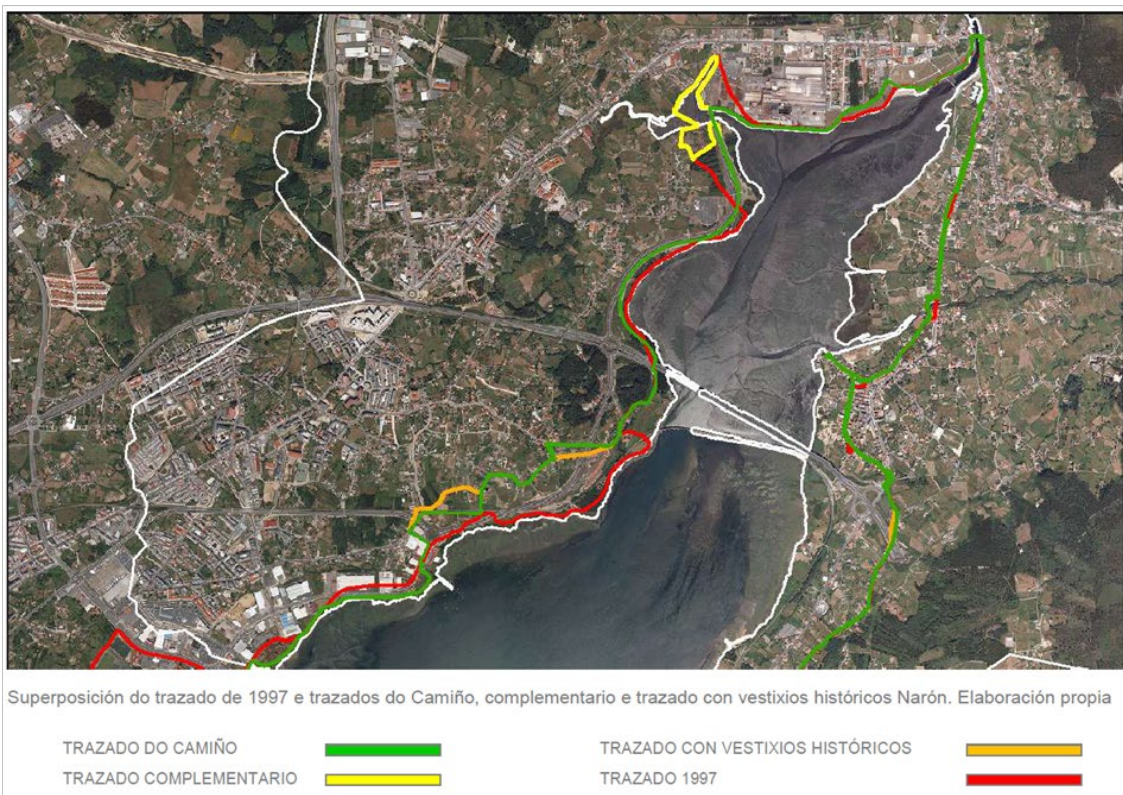 Superposición do trazado de 1997 e trazados do Camiño, complementario e trazado con vestixios históricos Narón. Elaboración propia
TRAZADO DO CAMIÑO
TRAZADO CON VESTIXIOS HISTÓRICOS
TRAZADO COMPLEMENTARIO
TRAZADO 1997